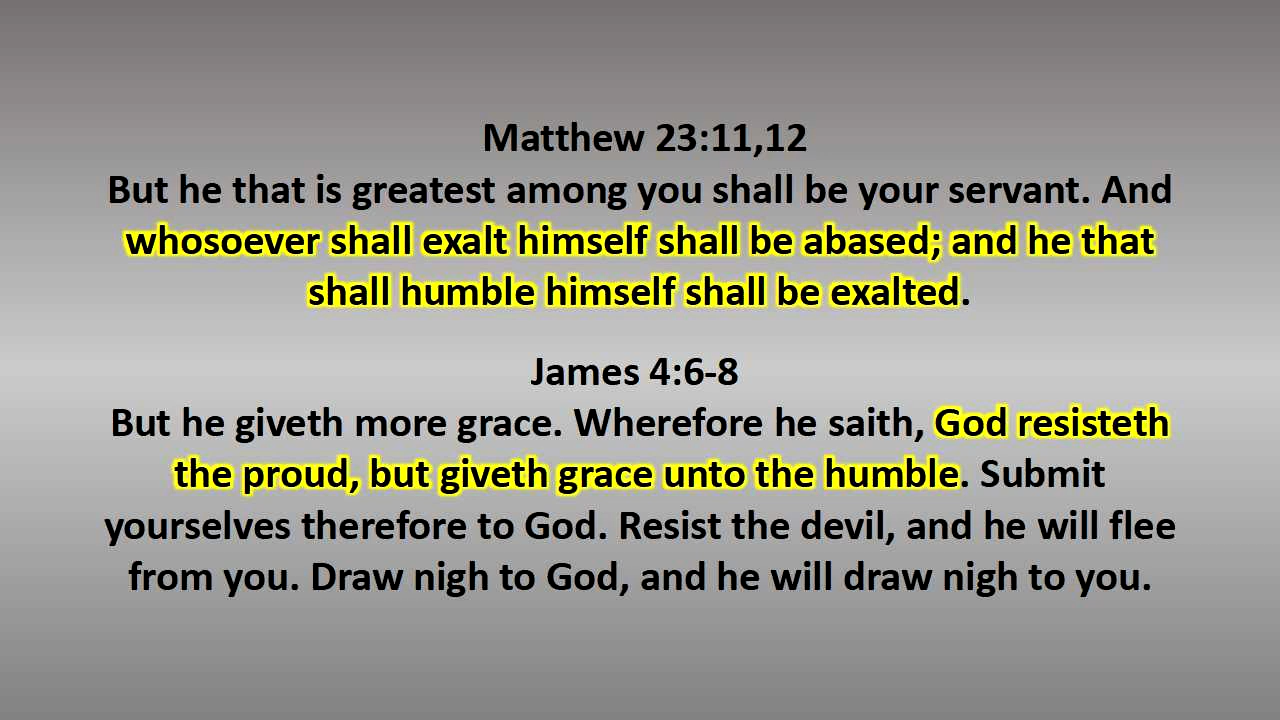 Matthew 23:11,12
But he that is greatest among you shall be your servant. And
whosoever shall exalt himself shall be abased; and he that
shall humble himself shall be exalted.
James 4:6-8
But he giveth more grace. Wherefore he saith, God resisteth
the proud, but giveth grace unto the humble. Submit
yourselves therefore to God. Resist the devil, and he will flee
from you. Draw nigh to God, and he will draw nigh to you.